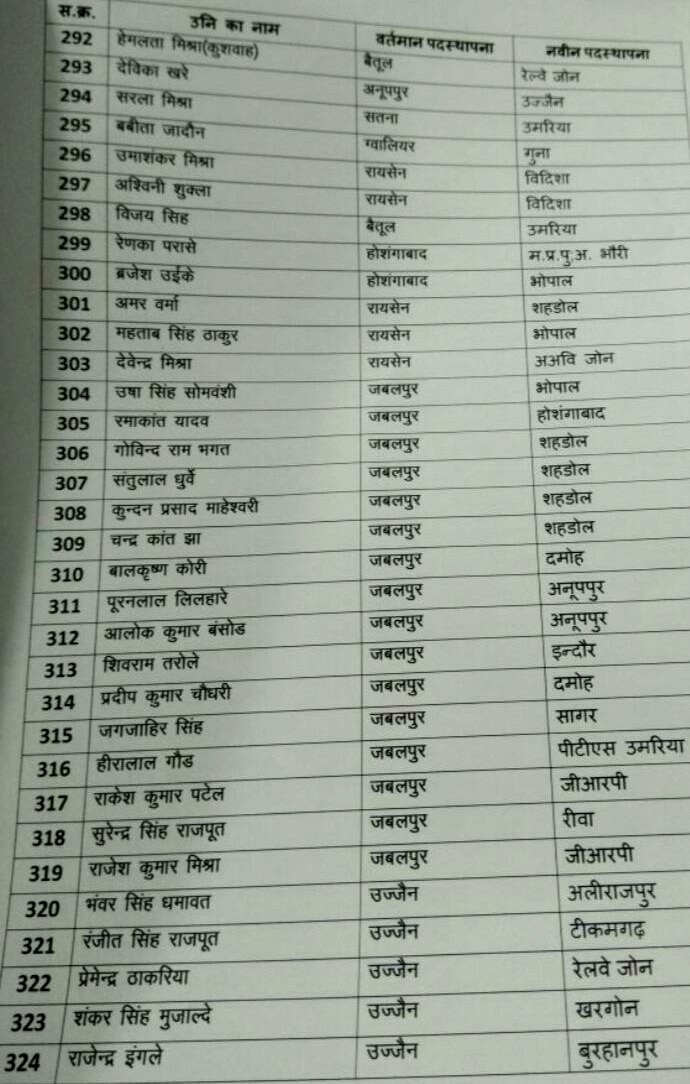 स.क्र. उनि का नाम वर्तमान पदस्थापना नवीन पदस्थापना
292 हेमलता मिश्रा(कुशवाह) बैतूल रेल्वे जोन
293 देविका खरे अनूपपुर उज्जैन
294 सरला मिश्रा सतना उमरिया
295 बबीता जादौन ग्वालियर गुना
296 उमाशंकर मिश्रा रायसेन विदिशा
297 अश्विनी शुक्ला रायसेन विदिशा
298 विजय सिह बैतूल उमरिया
299 रेणका परासे होशंगाबाद म.प्र.पु.अ. भौरी
300 ब्रजेश उईके होशंगाबाद भोपाल
301 अमर वर्मा रायसेन शहडोल
302 महताब सिंह ठाकुर रायसेन भोपाल
303 देवेन्द्र मिश्रा रायसेन अअवि जोन
304 उषा सिंह सोमवंशी जबलपुर भोपाल
305 रमाकांत यादव जबलपुर होशंगाबाद
306 गोविन्द राम भगत जबलपुर शहडोल
307 संतुलाल धुर्वे जबलपुर शहडोल
308 कुन्दन प्रसाद माहेश्वरी जबलपुर शहडोल
309 चन्द्र कांत झा जबलपुर शहडोल
310 बालकृष्ण कोरी जबलपुर दमोह
311 पूरनलाल लिलहारे जबलपुर अनूपपुर
312 आलोक कुमार बंसोड जबलपुर अनूपपुर
313 शिवराम तरोले जबलपुर इन्दौर
314 प्रदीप कुमार चौघरी जबलपुर दमोह
315 जगजाहिर सिंह जबलपुर सागर
316 हीरालाल गौड जबलपुर पीटीएस उमरिया
317 राकेश कुमार पटेल जबलपुर जीआरपी
318 सुरेन्द्र सिंह राजपूत जबलपुर रीवा
319 राजेश कुमार मिश्रा जबलपुर जीआरपी
320 भंवर सिंह धमावत उज्जैन अलीराजपुर
321 रंजीत सिंह राजपूत उज्जैन टीकमगढ़
322 प्रेमेन्द्र ठाकरिया उज्जैन रेलवे जोन
323 शंकर सिंह मुजाल्दे उज्जैन खरगोन
324 राजेन्द्र इंगले उज्जैन बुरहानपुर